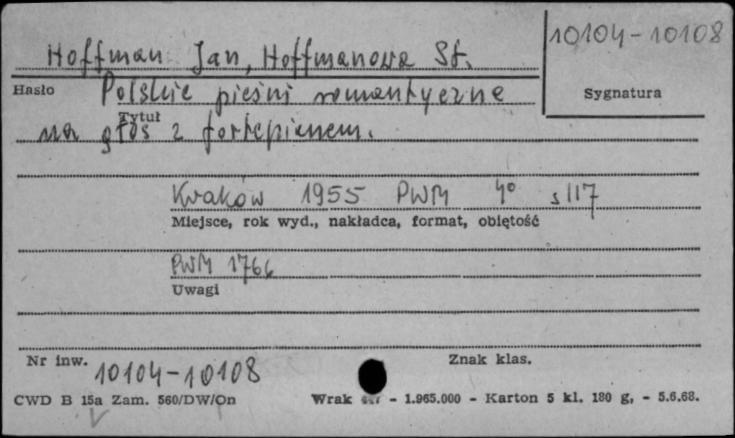 Hoffman Jan, Hoffmanowa St.
10104-10108
Hasło
Polskie pieśni romantyczne
Sygnatura
Tytuł
na głos z fortepianem.
Kraków 1955 PWM 4° s 117
Miejsce, rok wyd., nakładca, format, obiętość
PWM 1766
Uwagi
Nr inw. 10104-10108
Znak klas.
CWD B 15a Zam. 560/DW/On
Wrak - 1.965.000 - Karton 5 kl. 180 g, - 5.6.68.